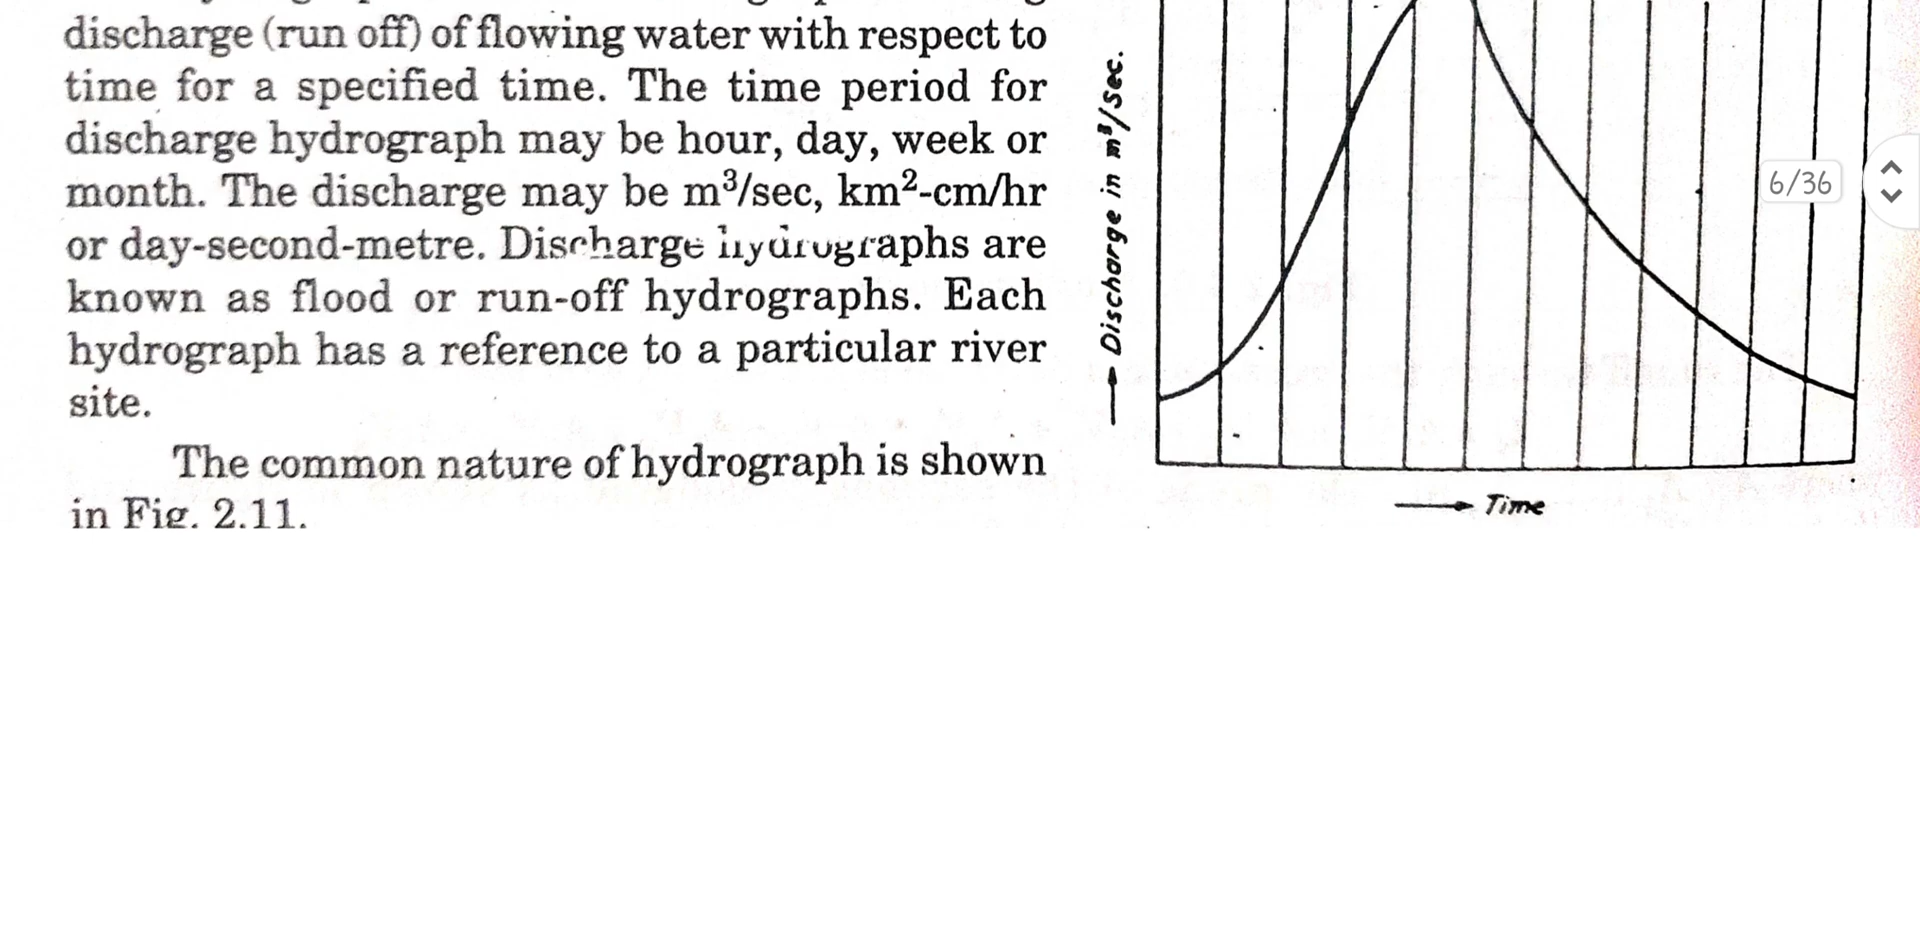 discharge (run off) of flowing water with respect to
time for a specified time. The time period for
discharge hydrograph may be hour, day, week or
month. The discharge may be m³/sec, km²-cm/hr
or day-second-metre. Discharge hydrographs are
known as flood or run-off hydrographs. Each
hydrograph has a reference to a particular river
site.
The common nature of hydrograph is shown
in Fig. 2.11.
Discharge in m³/sec.
Time
6/36